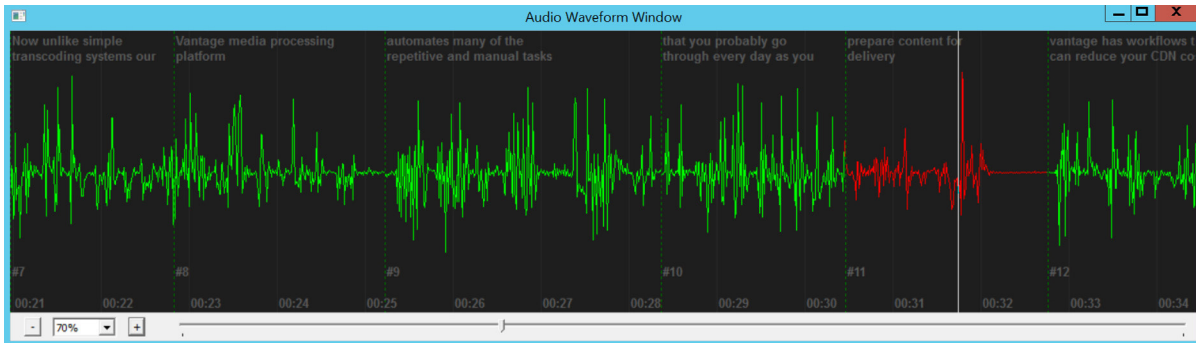 Audio Waveform Window
Now unlike simple
transcoding systems our
Vantage media processing
platform
automates many of the
repetitive and manual tasks
that you probably go
through every day as you
prepare content for
delivery
vantage has workflows t
can reduce your CDN co
#7
#8
#9
#10
#11
#12
00:21
00:22
00:23
00:24
00:25
00:26
00:27
00:28
00:29
00:30
00:31
00:32
00:33
00:34
-
70%
+